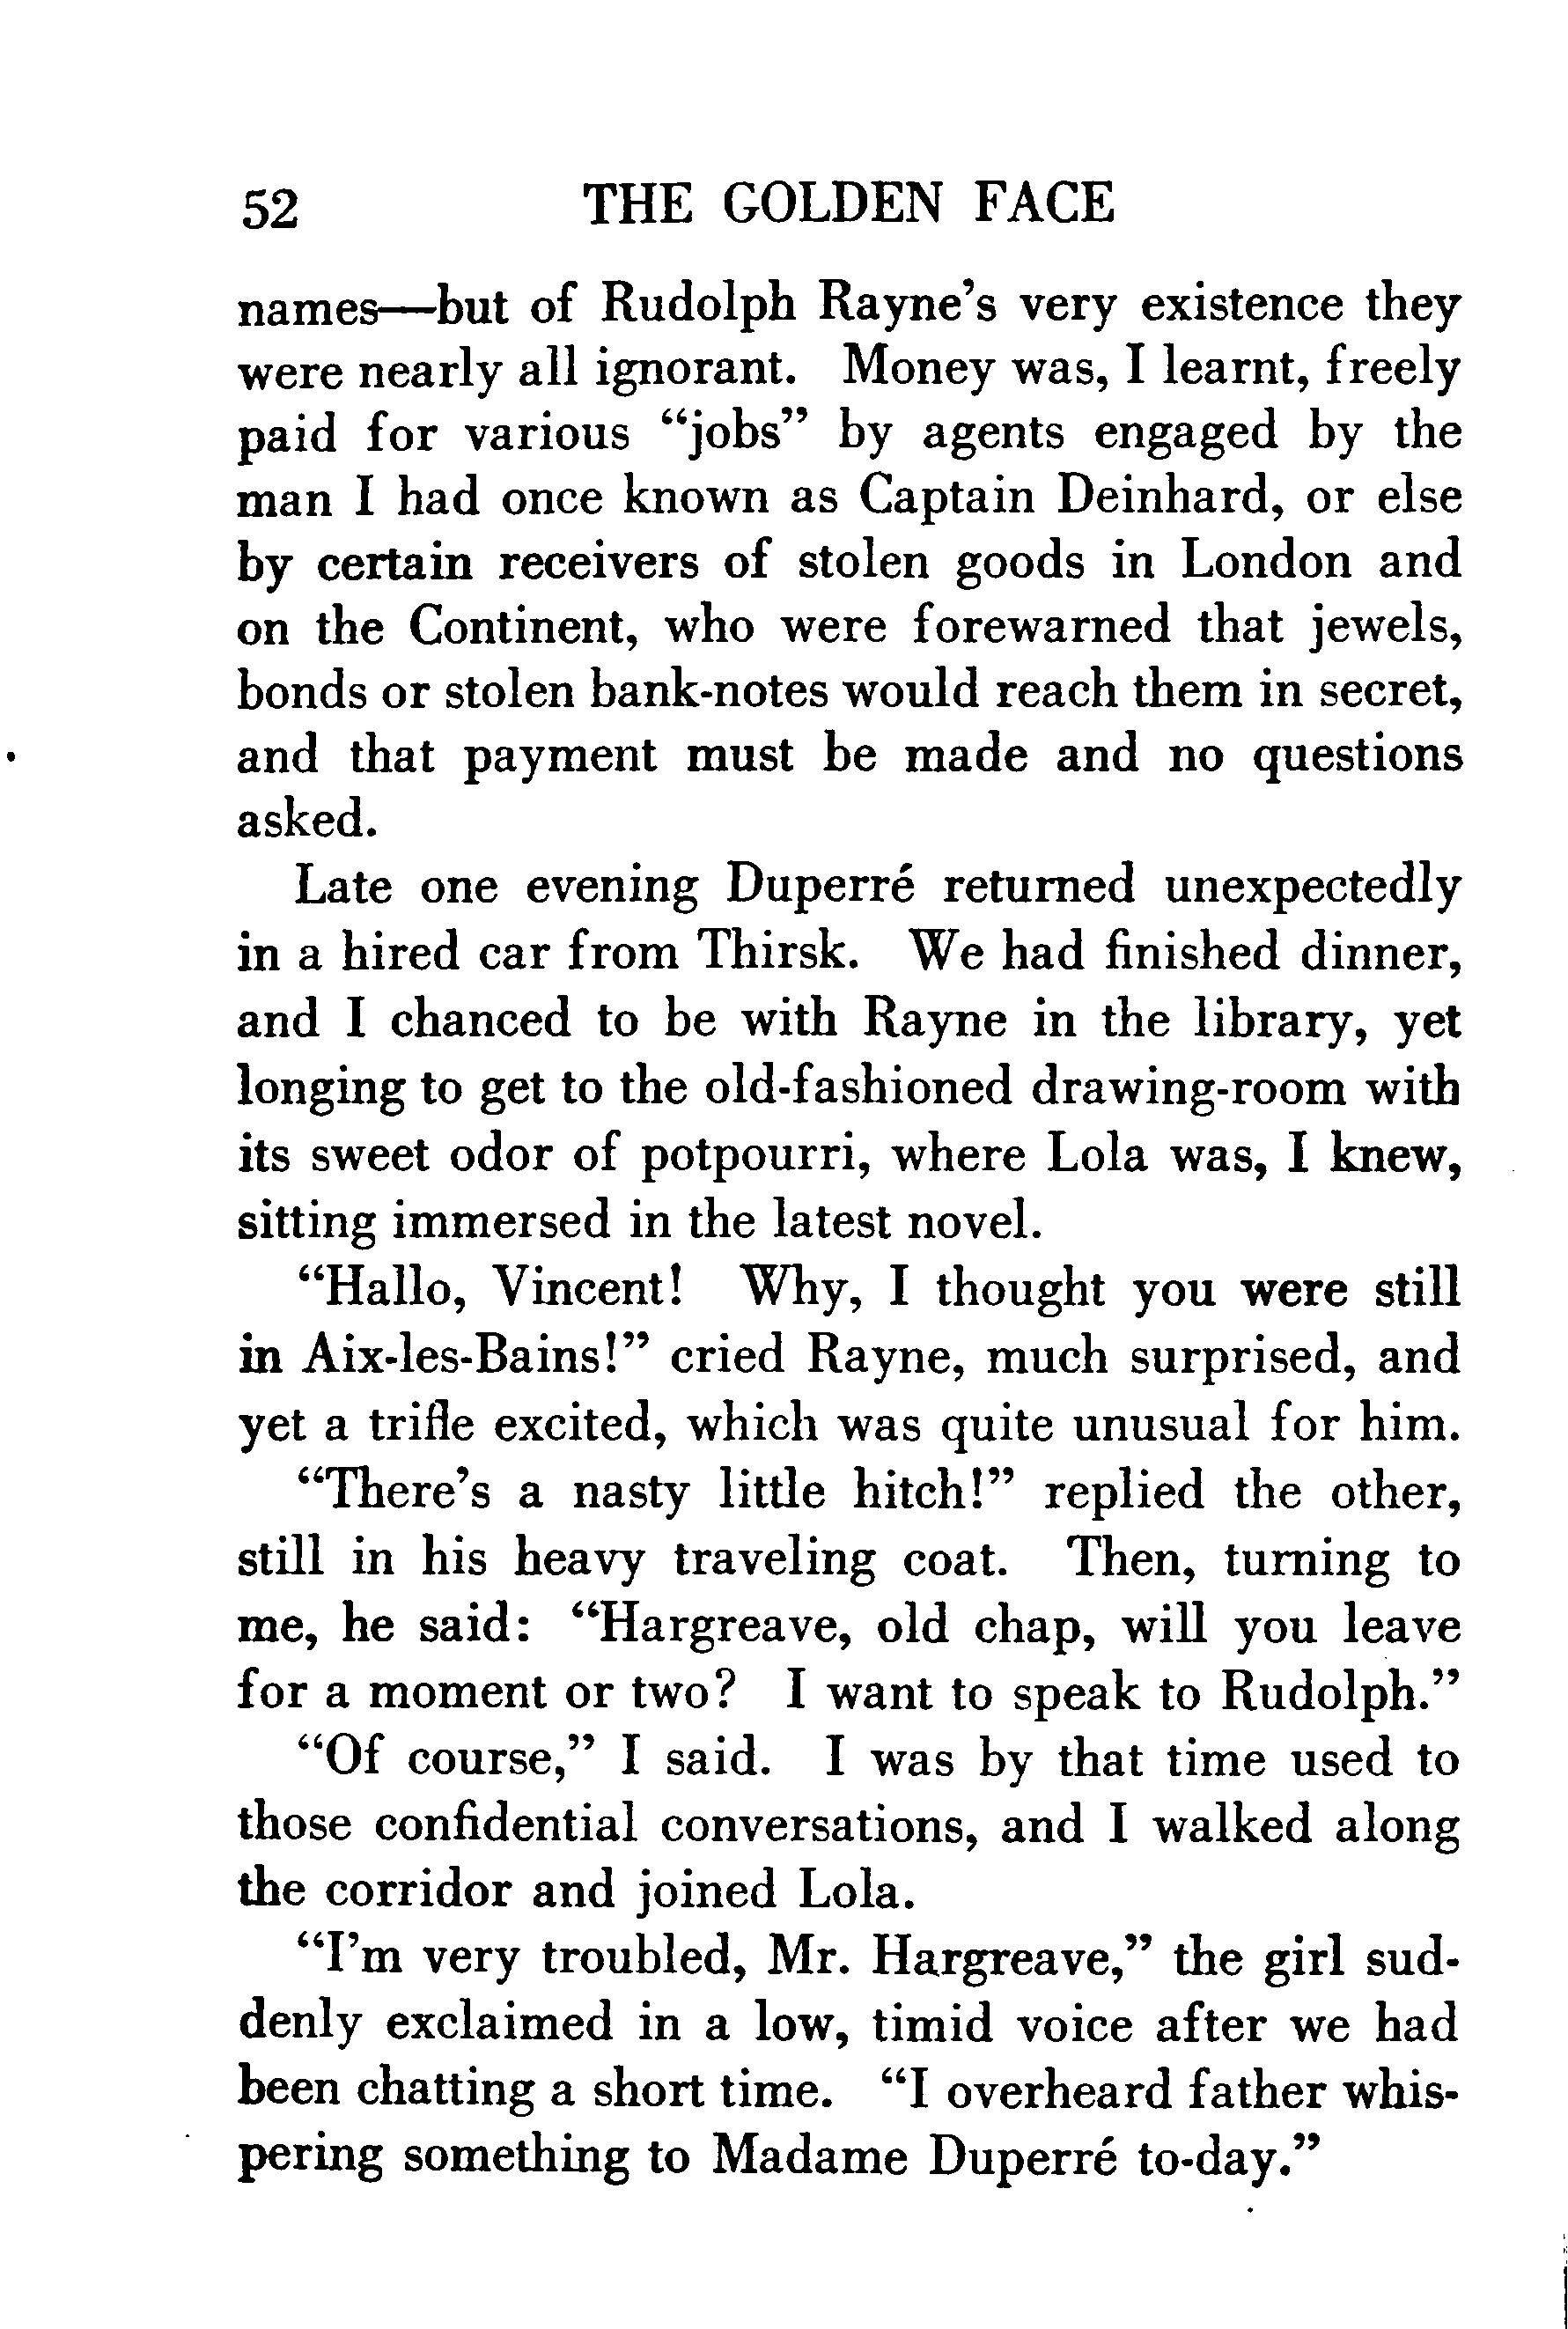 52 THE GOLDEN FACE
names—but of Rudolph Rayne's very existence they
were nearly all ignorant. Money was, I learnt, freely
paid for various “jobs” by agents engaged by the
man I had once known as Captain Deinhard, or else
by certain receivers of stolen goods in London and
on the Continent, who were forewarned that jewels,
bonds or stolen bank-notes would reach them in secret,
and that payment must be made and no questions
asked.
Late one evening Duperré returned unexpectedly
in a hired car from Thirsk. We had finished dinner,
and I chanced to be with Rayne in the library, yet
longing to get to the old-fashioned drawing-room with
its sweet odor of potpourri, where Lola was, I knew,
sitting immersed in the latest novel.
“Hallo, Vincent! Why, I thought you were still
in Aix-les-Bains!” cried Rayne, much surprised, and
yet a trifle excited, which was quite unusual for him.
“There's a nasty little hitch!” replied the other,
still in his heavy traveling coat. Then, turning to
me, he said: “Hargreave, old chap, will you leave
for a moment or two? I want to speak to Rudolph.”
“Of course,” I said. I was by that time used to
those confidential conversations, and I walked along
the corridor and joined Lola.
“I'm very troubled, Mr. Hargreave,” the girl sud-
denly exclaimed in a low, timid voice after we had
been chatting a short time. “I overheard father whis-
pering something to Madame Duperré to-day.”